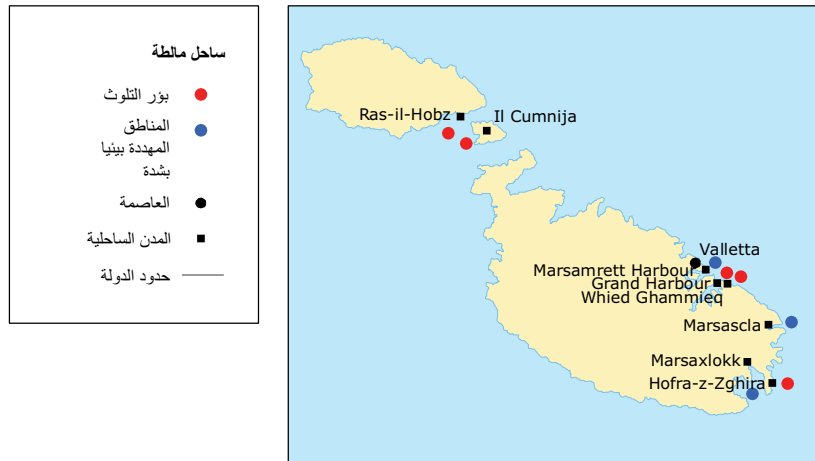 ساحل مالطة
بؤر التلوث
المناطق
المهددة بيئيا
بشدة
العاصمة
المدن الساحلية
حدود الدولة
Ras-il-Hobz
Il Cumnija
Valletta
Marsamrett Harbour
Grand Harbour
Whied Ghammieq
Marsascla
Marsaxlokk
Hofra-z-Zghira